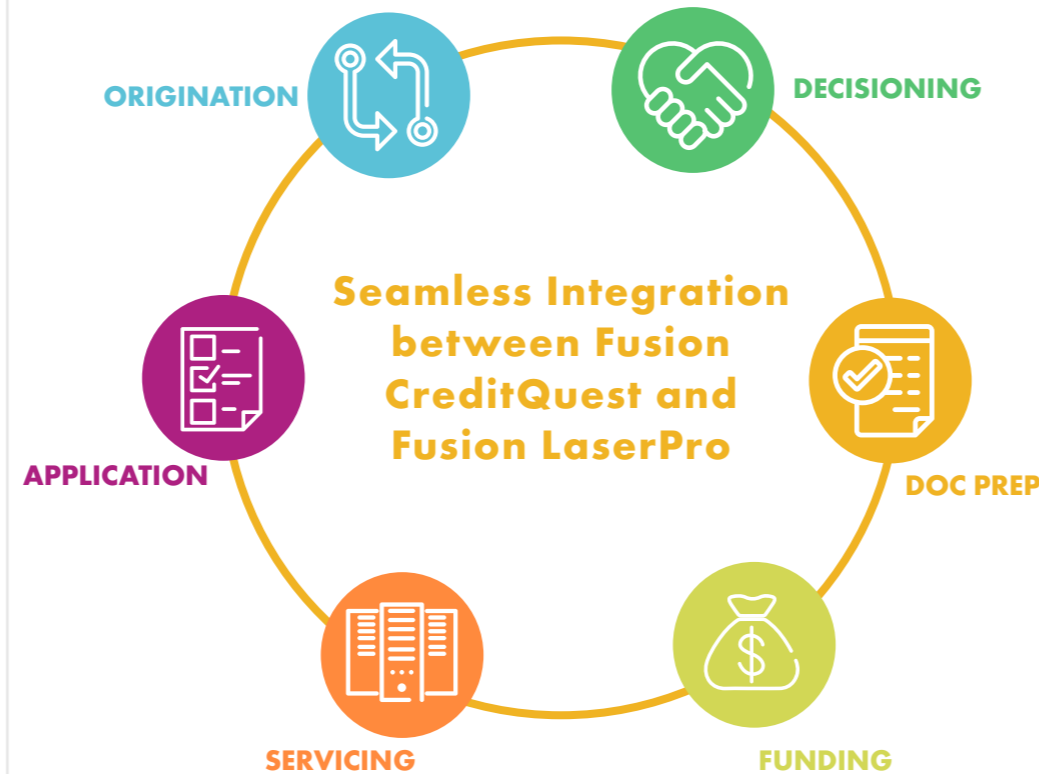 ORIGINATION
DECISIONING
Seamless Integration
between Fusion
CreditQuest and
Fusion LaserPro
APPLICATION
DOC PREP
$
SERVICING
FUNDING